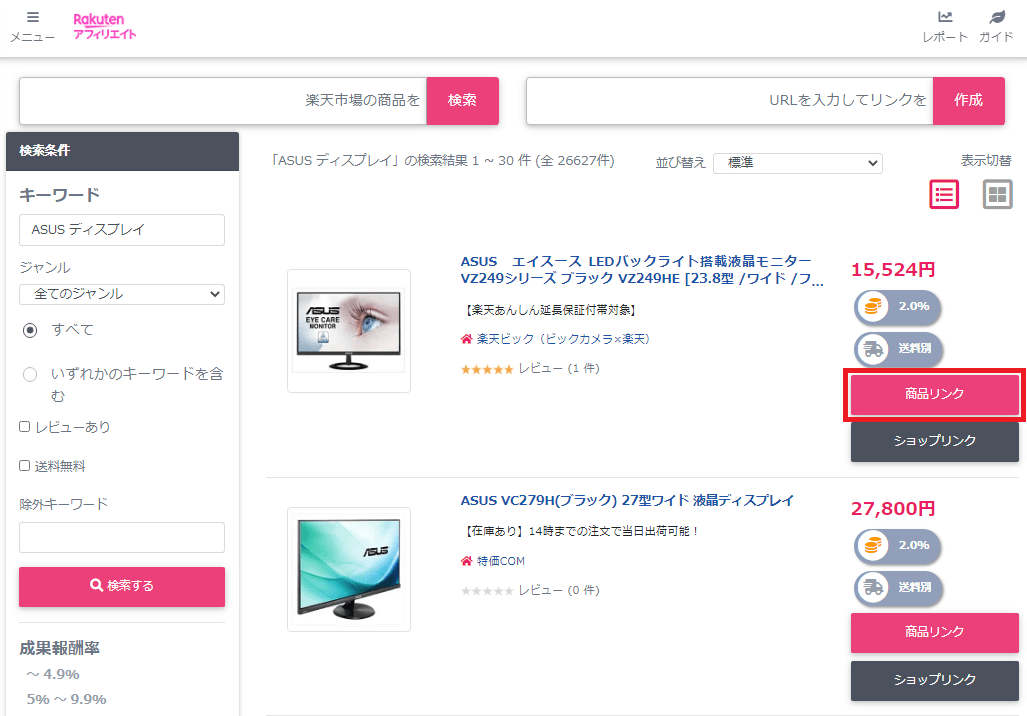 メニュー
Rakuten
アフィリエイト
レポート
ガイド
楽天市場の商品を
検索
URLを入力してリンクを
作成
検索条件
キーワード
ASUS ディスプレイ
ジャンル
全てのジャンル
すべて
いずれかのキーワードを含
む
レビューあり
送料無料
除外キーワード
検索する
成果報酬率
～ 4.9%
5% ～ 9.9%
「ASUS ディスプレイ」の検索結果 1 ~ 30 件 (全 26627件)
並び替え
標準
表示切替
ASUS
EYE CARE
MONITOR
ASUS　エイスース LEDバックライト搭載液晶モニター
VZ249シリーズ ブラック VZ249HE [23.8型 /ワイド /フ...
【楽天あんしん延長保証付帯対象】
楽天ビック（ビックカメラ×楽天）
★★★★★ レビュー (1 件)
15,524円
2.0%
送料別
商品リンク
ショップリンク
ASUS
ASUS VC279H(ブラック) 27型ワイド 液晶ディスプレイ
【在庫あり】14時までの注文で当日出荷可能！
特価COM
★★★★★ レビュー (0 件)
27,800円
2.0%
送料別
商品リンク
ショップリンク